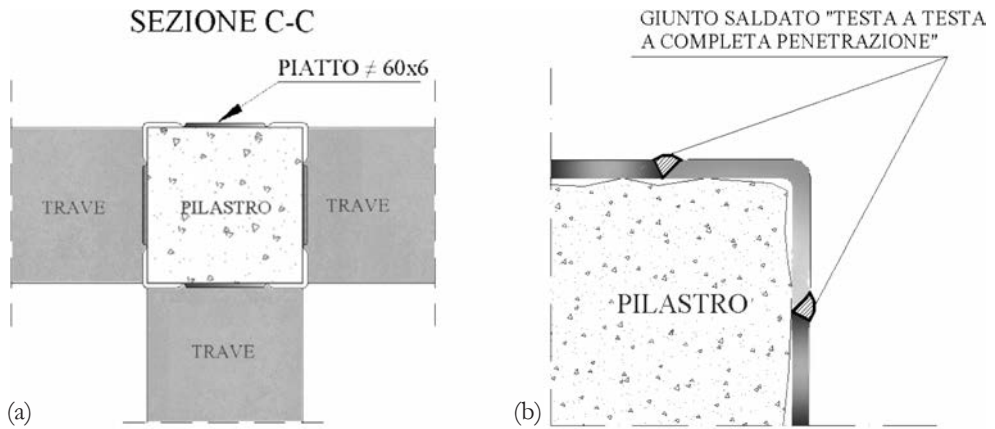 SEZIONE C-C
PIATTO ≠ 60x6
TRAVE
PILASTRO
TRAVE
TRAVE
(a)
GIUNTO SALDATO "TESTA A TESTA
A COMPLETA PENETRAZIONE"
PILASTRO
(b)